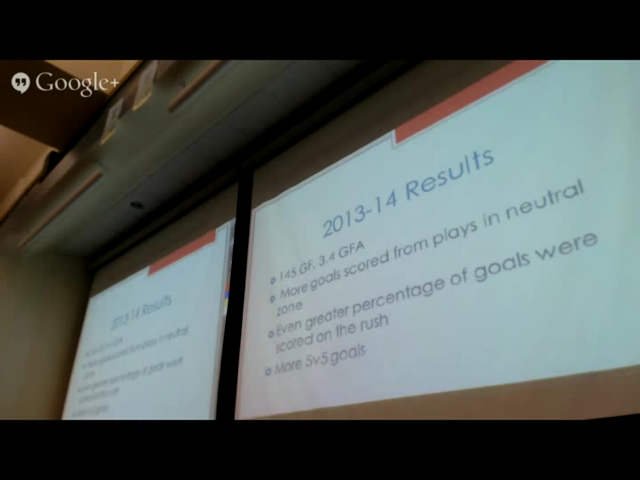 Google+
2013-14 Results
145 GF, 3.4 GFA
More goals scored from plays in neutral
zone
Even greater percentage of goals were
scored on the rush
More 5v5 goals
2013-14 Results